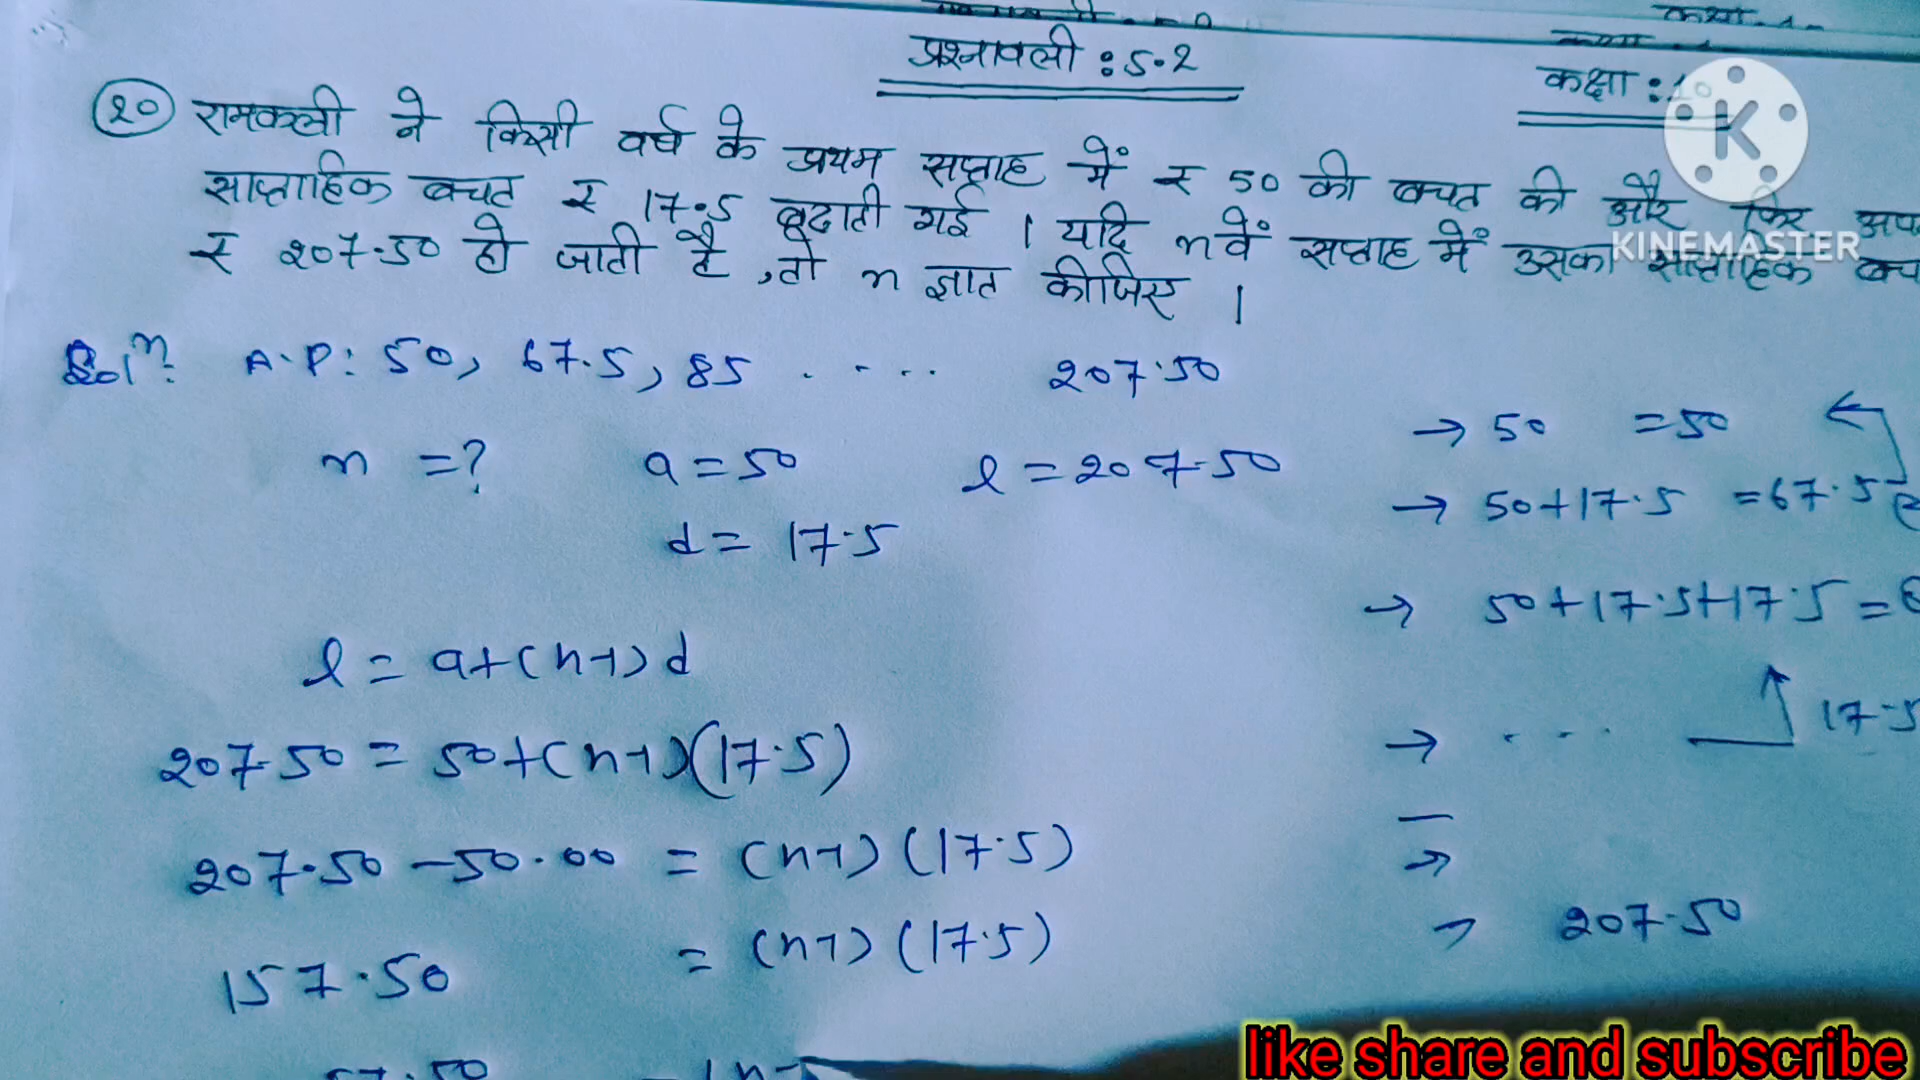 प्रश्नावली : 5.2
कक्षा : 10
20 रामकली ने किसी वर्ष के प्रथम सप्ताह में ₹ 50 की बचत की और फिर
साप्ताहिक बचत ₹ 17.5 बढ़ाती गई । यदि n वें सप्ताह में उसका साप्ताहिक
₹ 207.50 हो जाती है , तो n ज्ञात कीजिए ।
KINEMASTER
Solⁿ: A.P: 50, 67.5, 85 . . . . 207.50
n = ? a = 50 l = 207.50
d = 17.5
l = a+(n-1)d
207.50 = 50+(n-1)(17.5)
207.50 - 50.00 = (n-1)(17.5)
157.50 = (n-1)(17.5)
→ 50 = 50
→ 50+17.5 = 67.5
→ 50+17.5+17.5 =
→ . . . . 17.5
→
→ 207.50
like share and subscribe